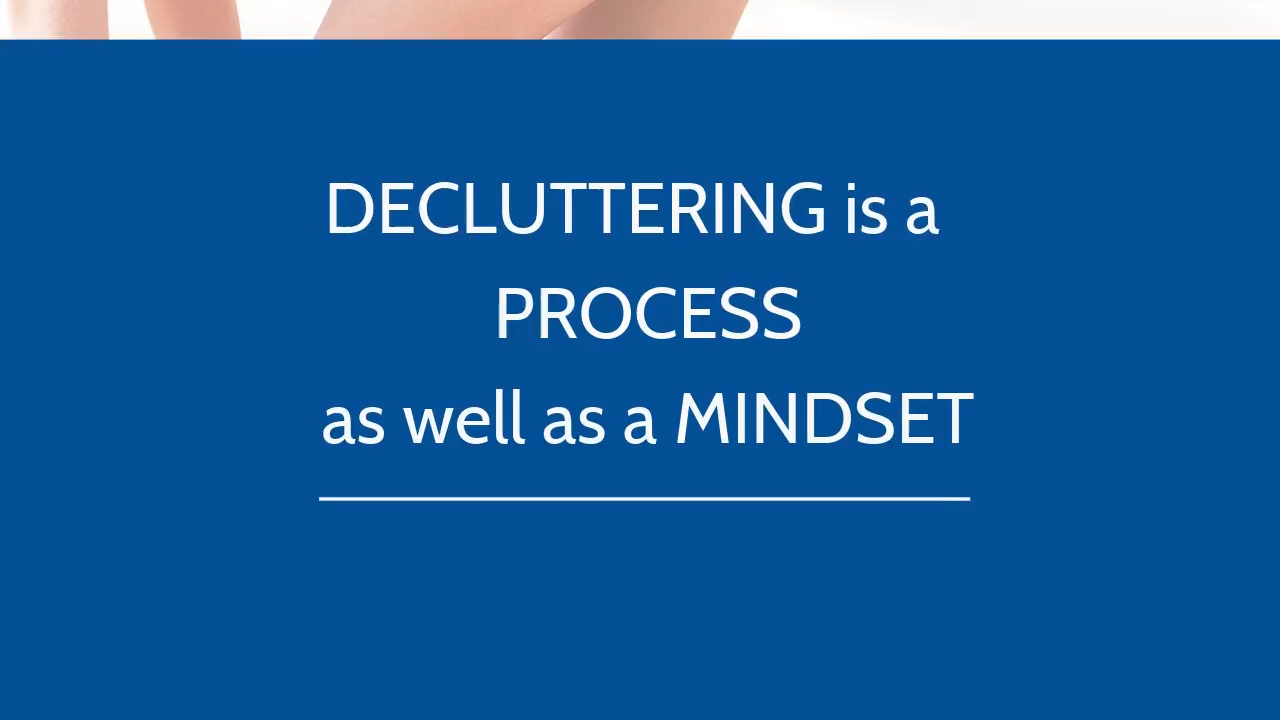 DECLUTTERING is a
PROCESS
as well as a MINDSET